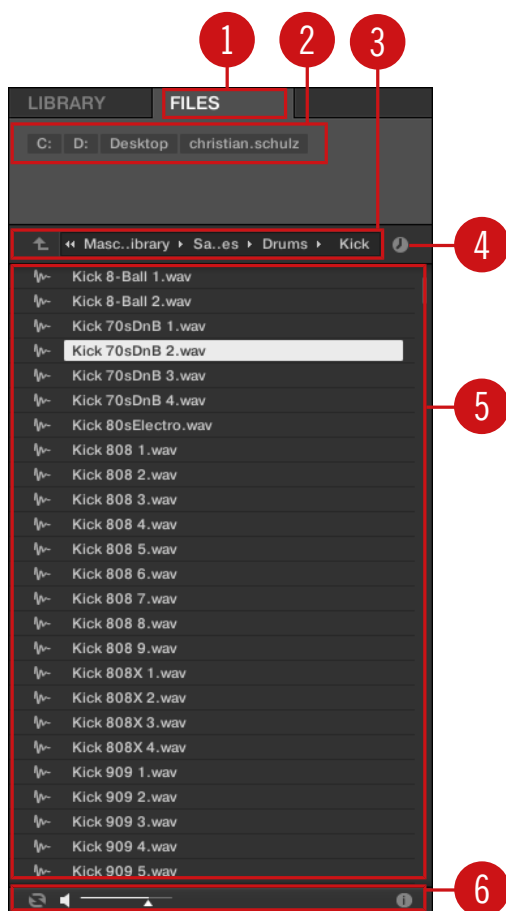 1 2 3
LIBRARY FILES
C: D: Desktop christian.schulz
Masc..ibrary Sa..es Drums Kick
4
Kick 8-Ball 1.wav
Kick 8-Ball 2.wav
Kick 70sDnB 1.wav
Kick 70sDnB 2.wav
Kick 70sDnB 3.wav
Kick 70sDnB 4.wav
5
Kick 80sElectro.wav
Kick 808 1.wav
Kick 808 2.wav
Kick 808 3.wav
Kick 808 4.wav
Kick 808 5.wav
Kick 808 6.wav
Kick 808 7.wav
Kick 808 8.wav
Kick 808 9.wav
Kick 808X 1.wav
Kick 808X 2.wav
Kick 808X 3.wav
Kick 808X 4.wav
Kick 909 1.wav
Kick 909 2.wav
Kick 909 3.wav
Kick 909 4.wav
Kick 909 5.wav
6